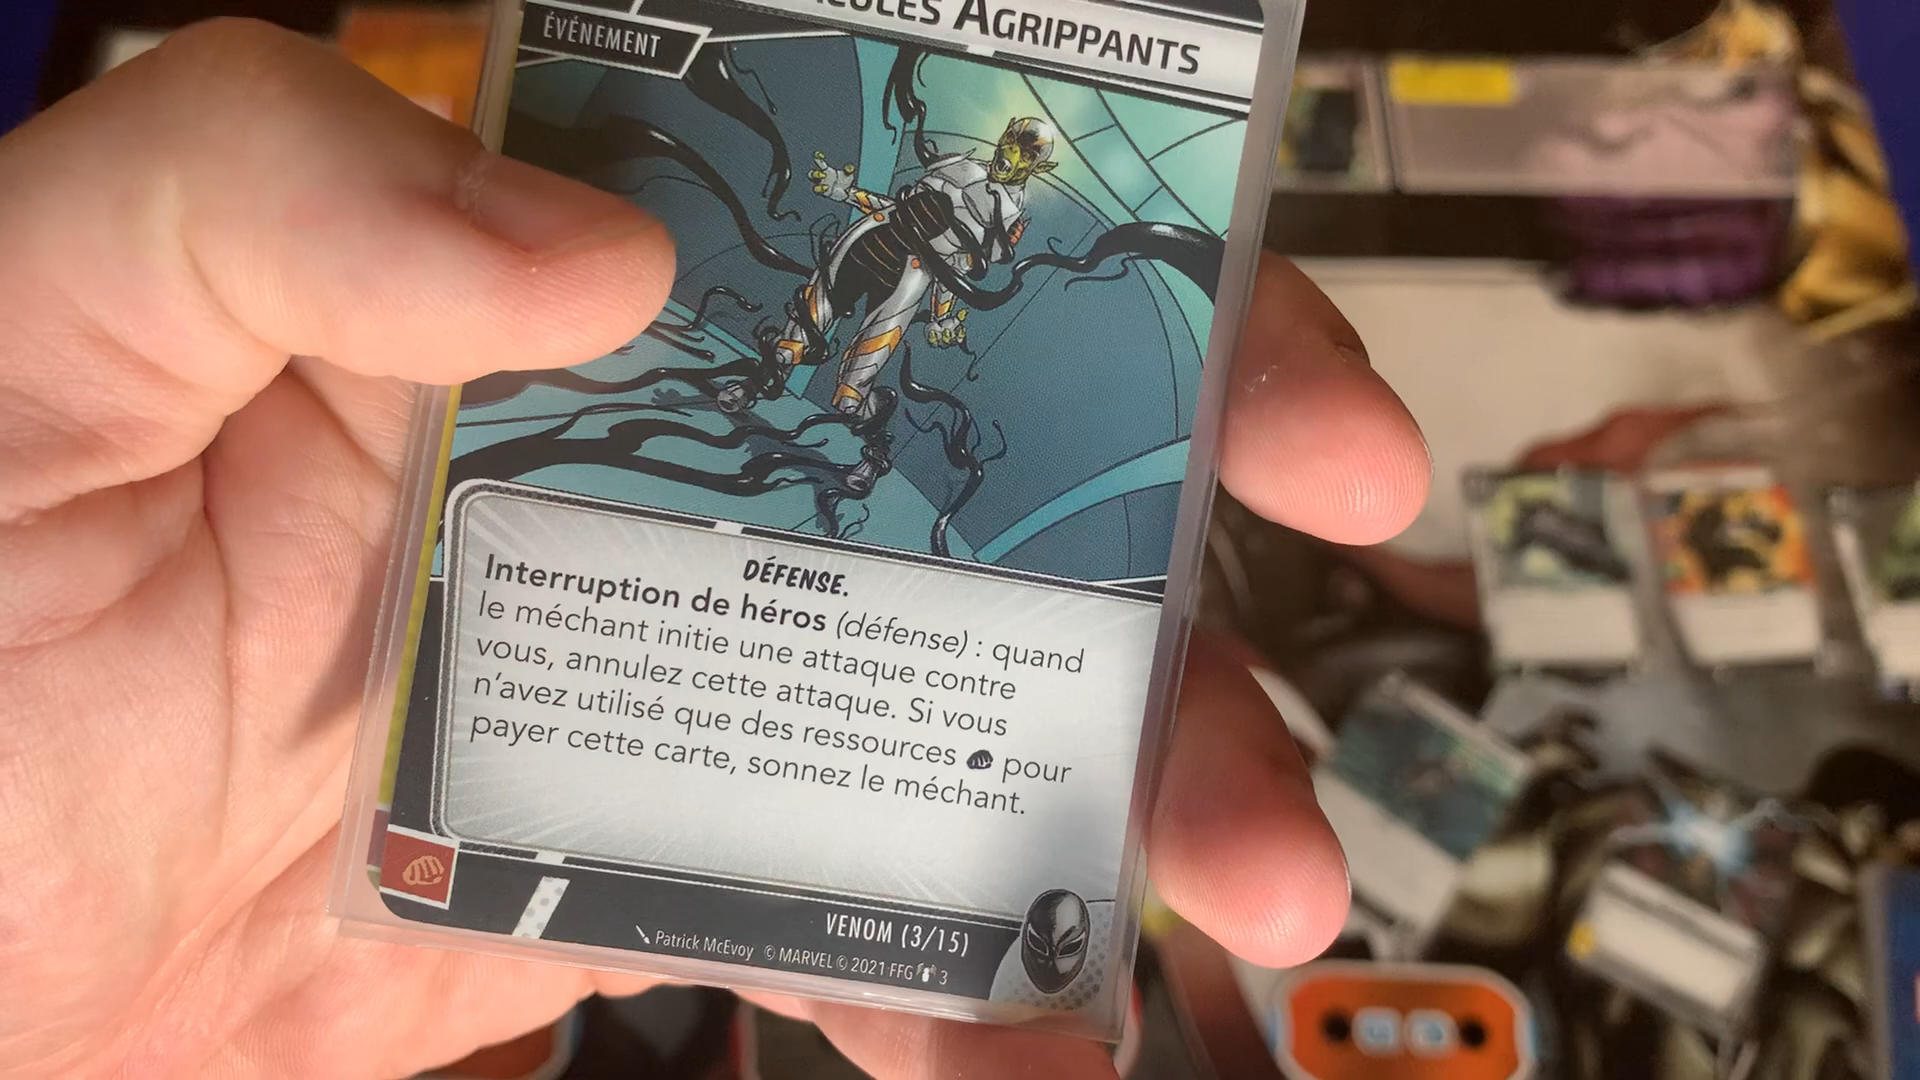 AGRIPPANTS
ÉVÉNEMENT
DÉFENSE.
Interruption de héros (défense) : quand
le méchant initie une attaque contre
vous, annulez cette attaque. Si vous
n'avez utilisé que des ressources pour
payer cette carte, sonnez le méchant.
VENOM (3/15)
Patrick McEvoy © MARVEL © 2021 FFG 3